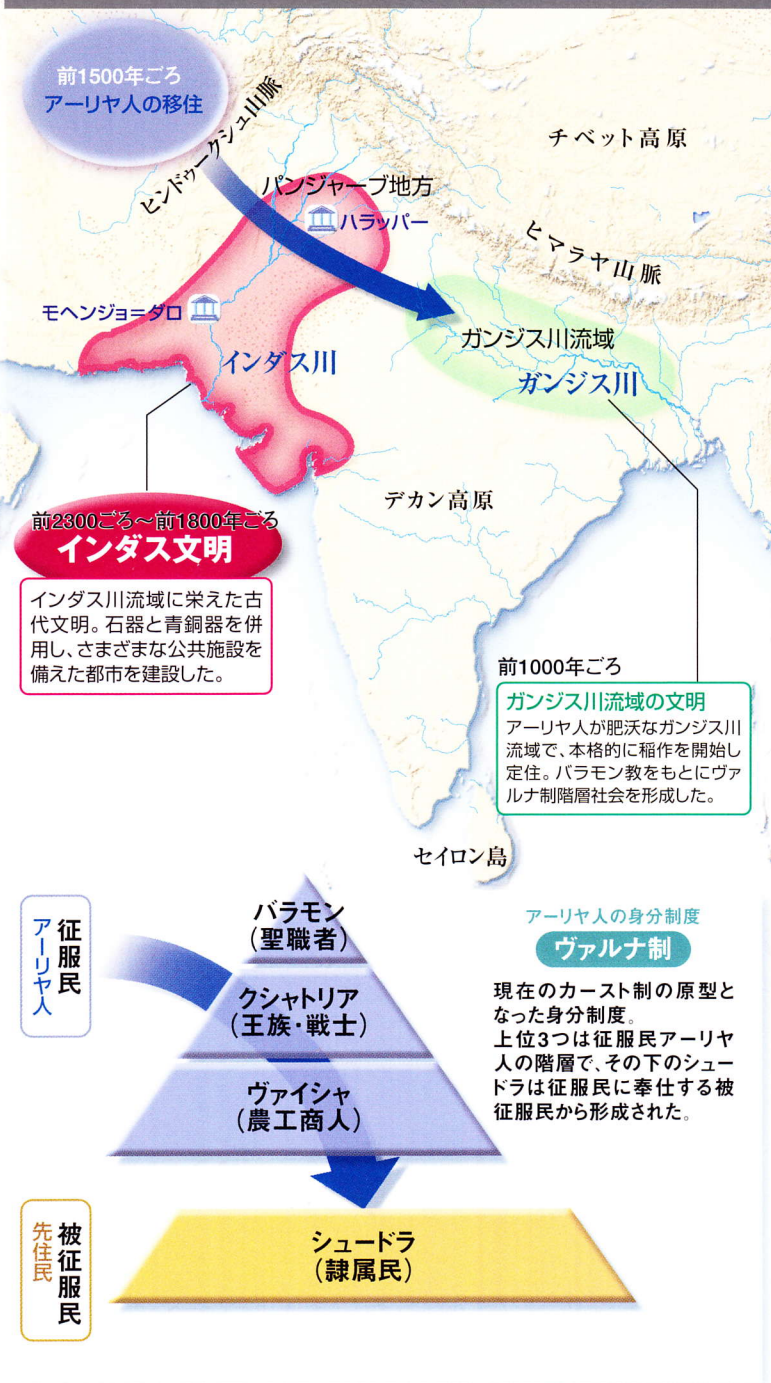 前1500年ごろ
アーリヤ人の移住
ヒンドゥークシュ山脈
チベット高原
パンジャーブ地方
ハラッパー
ヒマラヤ山脈
モヘンジョ=ダロ
インダス川
ガンジス川流域
ガンジス川
デカン高原
前2300ごろ〜前1800年ごろ
インダス文明
インダス川流域に栄えた古
代文明。石器と青銅器を併
用し、さまざまな公共施設を
備えた都市を建設した。
前1000年ごろ
ガンジス川流域の文明
アーリヤ人が肥沃なガンジス川
流域で、本格的に稲作を開始し
定住。バラモン教をもとにヴァ
ルナ制階層社会を形成した。
セイロン島
征服民
アーリヤ人
バラモン
（聖職者）
クシャトリア
（王族・戦士）
ヴァイシャ
（農工商人）
アーリヤ人の身分制度
ヴァルナ制
現在のカースト制の原型と
なった身分制度。
上位3つは征服民アーリヤ
人の階層で、その下のシュー
ドラは征服民に奉仕する被
征服民から形成された。
被征服民
先住民
シュードラ
（隷属民）